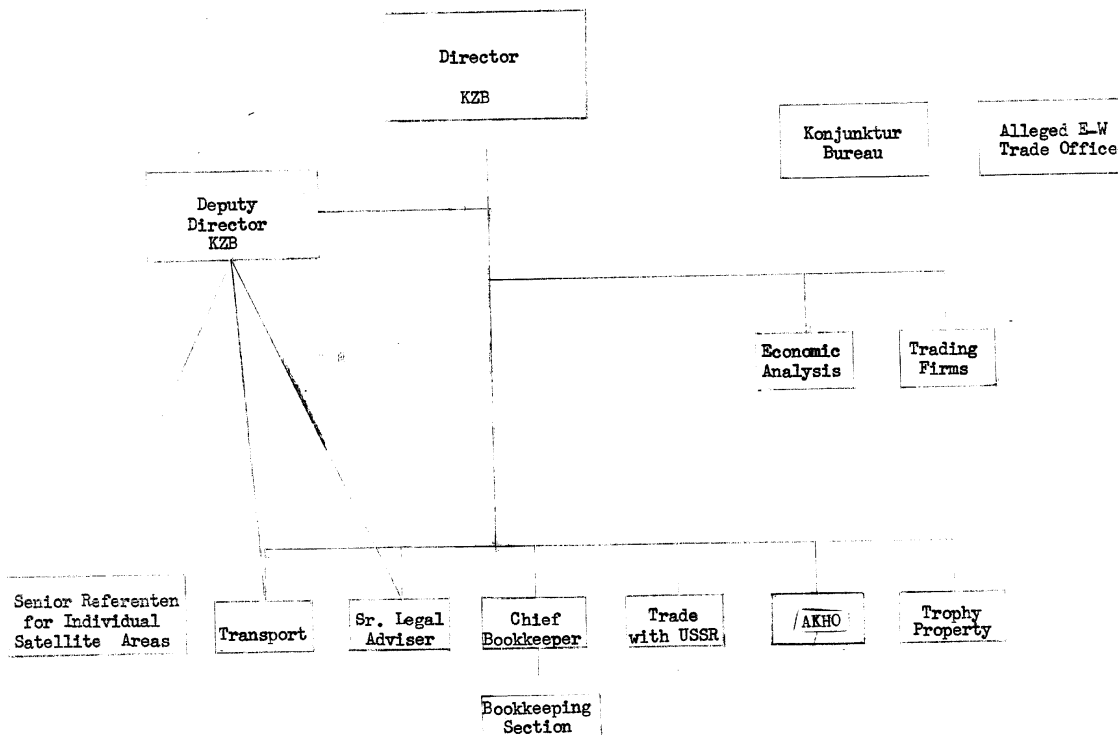 Director
KZB
Konjunktur
Bureau
Alleged E-W
Trade Office
Deputy
Director
KZB
Economic
Analysis
Trading
Firms
Senior Referenten
for Individual
Satellite Areas
Transport
Sr. Legal
Adviser
Chief
Bookkeeper
Trade
with USSR
AKHO
Trophy
Property
Bookkeeping
Section